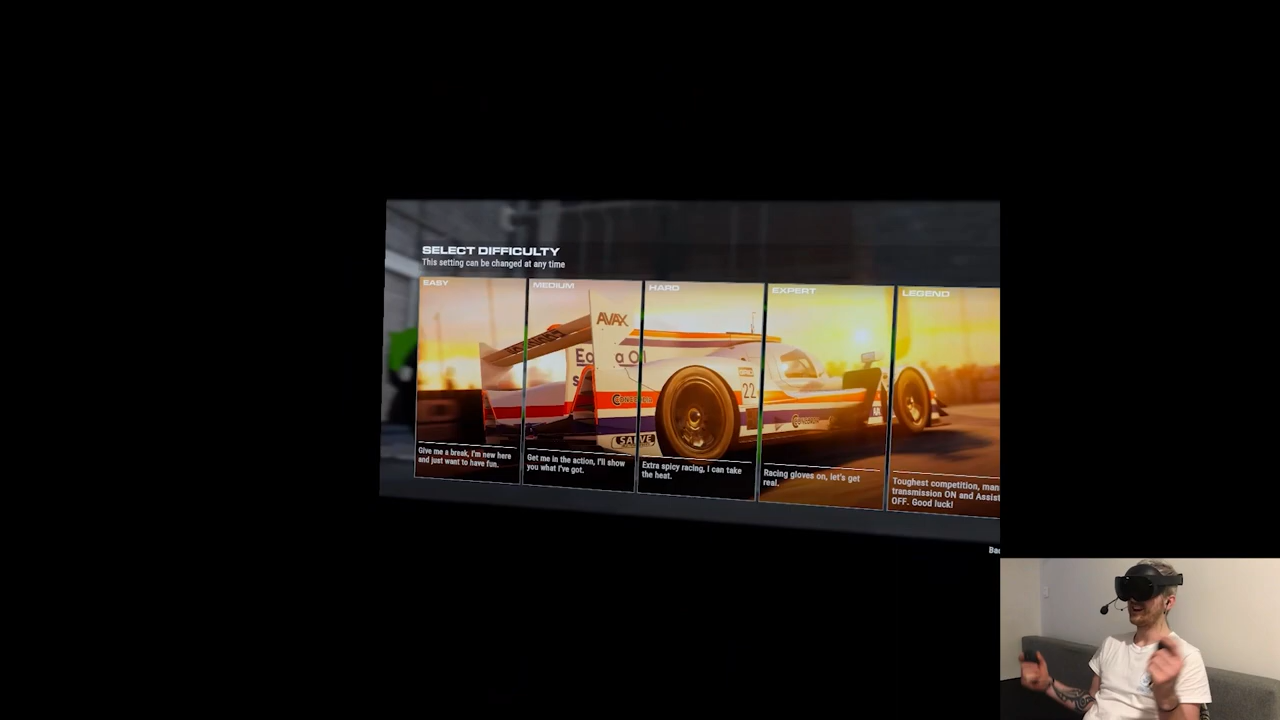 SELECT DIFFICULTY
This setting can be changed at any time
EASY
MEDIUM
HARD
EXPERT
LEGEND
AVAX
22
SARVE
Give me a break, I'm new here
and just want to have fun.
Get me in the action, I'll show
you what I've got.
Extra spicy racing, I can take
the heat.
Racing gloves on, let's get
real.
Toughest competition, man
transmission ON and Assist
OFF. Good luck!
Bac